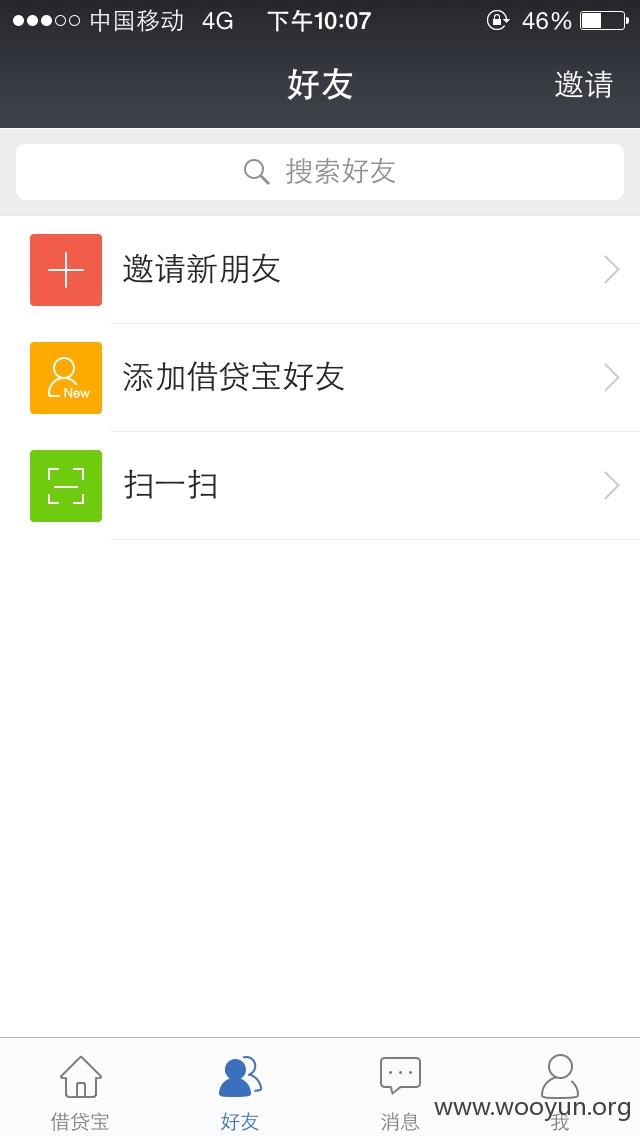 中国移动 4G 下午10:07 46%
好友 邀请
搜索好友
邀请新朋友
New
添加借贷宝好友
扫一扫
借贷宝 好友 消息 我
www.wooyun.org